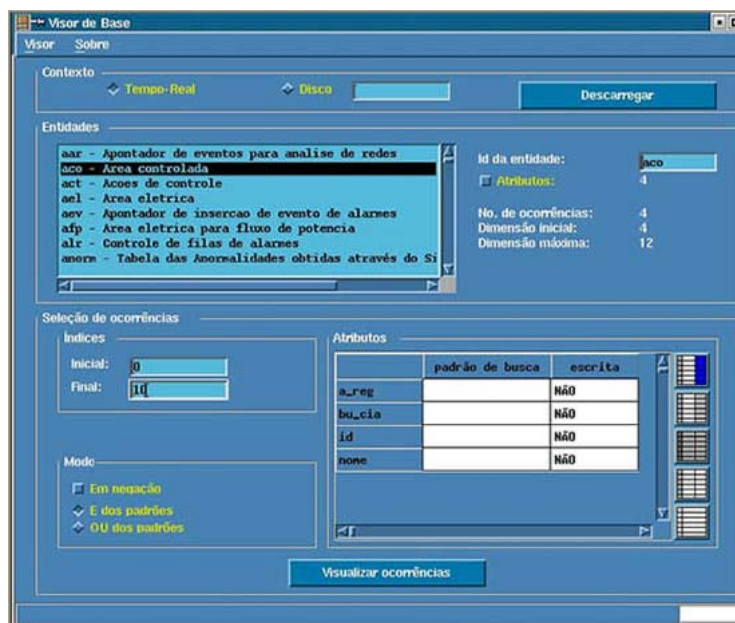 Visor de Base
Visor Sobre
Contexto
Tempo-Real Disco Descarregar
Entidades
aar - Apontador de eventos para analise de redes
aco - Area controlada
act - Acoes de controle
ael - Area eletrica
aev - Apontador de insercao de evento de alarmes
afp - Area eletrica para fluxo de potencia
alr - Controle de filas de alarmes
anorm - Tabela das Anormalidades obtidas através do Si
Id da entidade: aco
Atributos: 4
No. de ocorrências: 4
Dimensão inicial: 4
Dimensão máxima: 12
Seleção de ocorrências
Índices
Inicial: 0
Final: 10
Modo
Em negação
E dos padrões
OU dos padrões
Atributos
padrão de busca escrita
a_reg NÃO
bu_cia NÃO
id NÃO
nome NÃO
Visualizar ocorrências